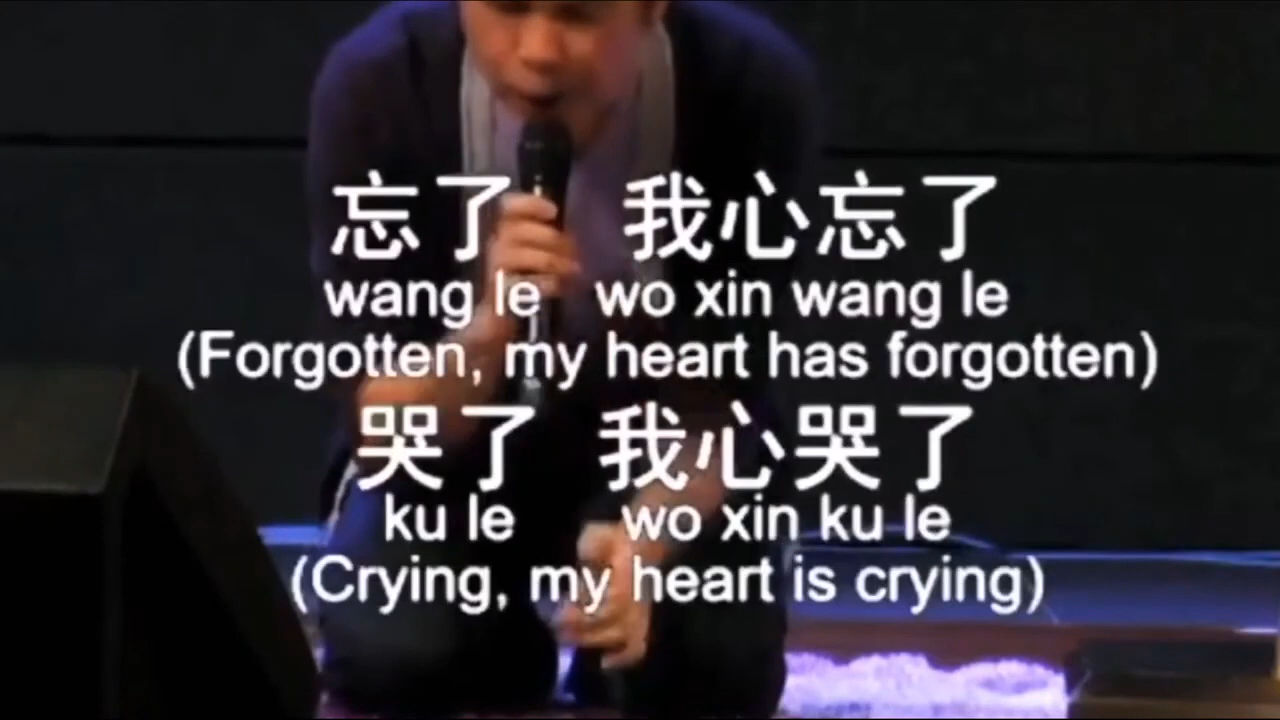 忘了 我心忘了
wang le wo xin wang le
(Forgotten, my heart has forgotten)
哭了 我心哭了
ku le wo xin ku le
(Crying, my heart is crying)